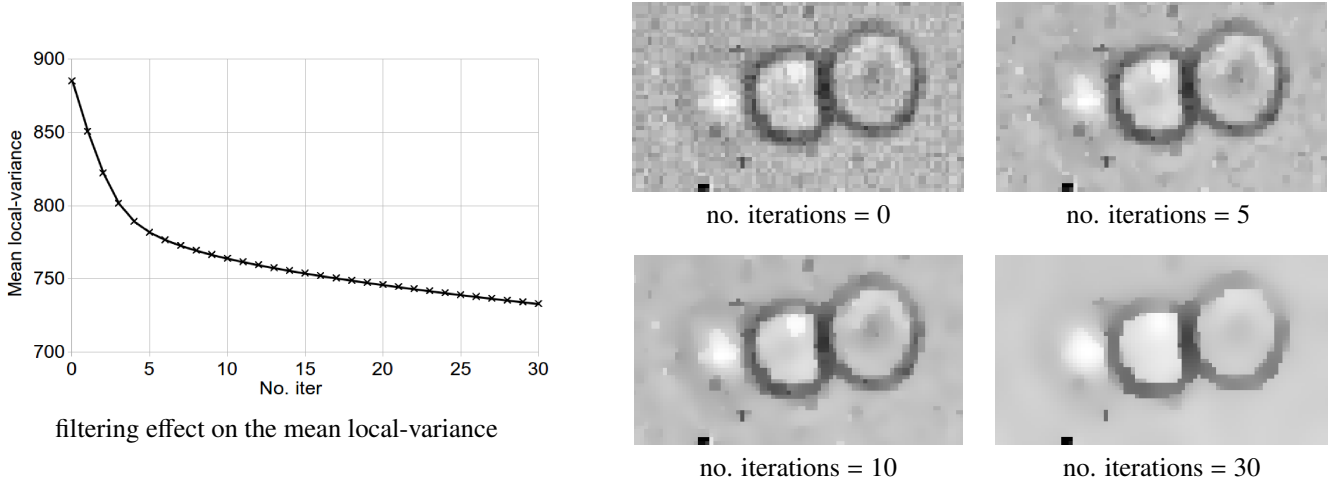 900
850
800
750
700
Mean local-variance
0 5 10 15 20 25 30
No. iter
filtering effect on the mean local-variance
no. iterations = 0
no. iterations = 5
no. iterations = 10
no. iterations = 30